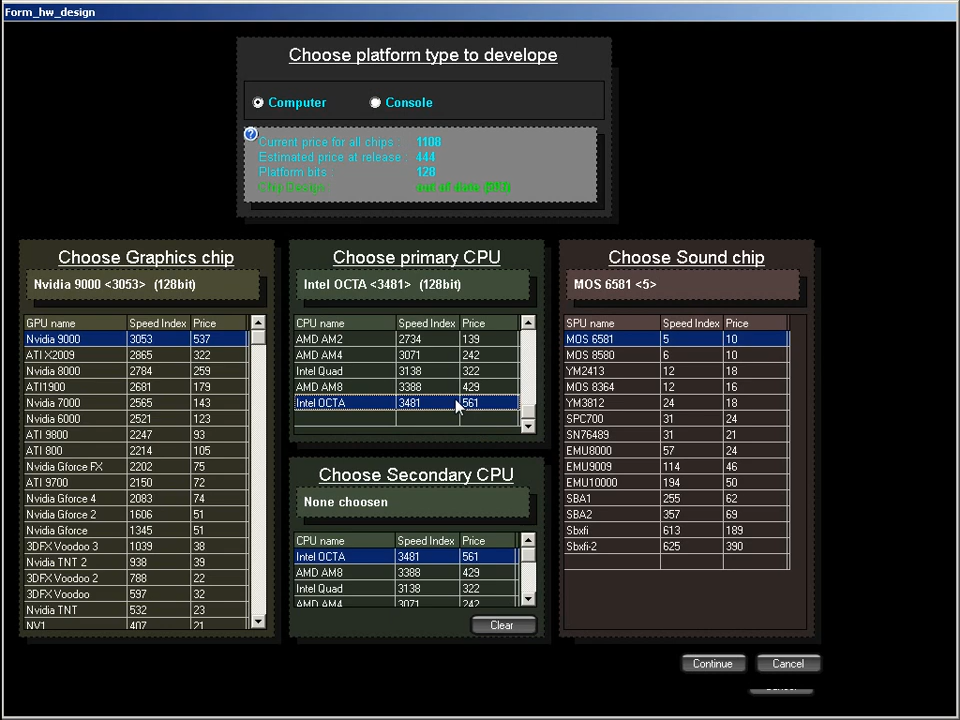 Form_hw_design
Choose platform type to develope
Computer
Console
Current price for all chips : 1108
Estimated price at release : 444
Platform bits : 128
Chip Design: out of date (BE
Choose Graphics chip
Nvidia 9000 <3053> (128bit)
GPU name Speed Index Price
Nvidia 9000 3053 537
ATI X2009 2865 322
Nvidia 8000 2784 259
ATI1900 2681 179
Nvidia 7000 2565 143
Nvidia 6000 2521 123
ATI 9800 2247 93
ATI 800 2214 105
Nvidia Gforce FX 2202 75
ATI 9700 2150 72
Nvidia Gforce 4 2083 74
Nvidia Gforce 2 1606 51
Nvidia Gforce 1345 51
3DFX Voodoo 3 1039 38
Nvidia TNT 2 938 39
3DFX Voodoo 2 788 22
3DFX Voodoo 597 32
Nvidia TNT 532 23
NV1 407 21
Choose primary CPU
Intel OCTA <3481> (128bit)
CPU name Speed Index Price
AMD AM2 2734 139
AMD AM4 3071 242
Intel Quad 3138 322
AMD AM8 3388 429
Intel OCTA 3481 561
Choose Secondary CPU
None choosen
CPU name Speed Index Price
Intel OCTA 3481 561
AMD AM8 3388 429
Intel Quad 3138 322
AMD AM4 3071 242
Clear
Choose Sound chip
MOS 6581 <5>
SPU name Speed Index Price
MOS 6581 5 10
MOS 8580 6 10
YM2413 12 18
MOS 8364 12 16
YM3812 24 18
SPC700 31 24
SN76489 31 21
EMU8000 57 24
EMU9009 114 46
EMU10000 194 50
SBA1 255 62
SBA2 357 69
Sbxfi 613 189
Sbxfi-2 625 390
Continue
Cancel
Cancel